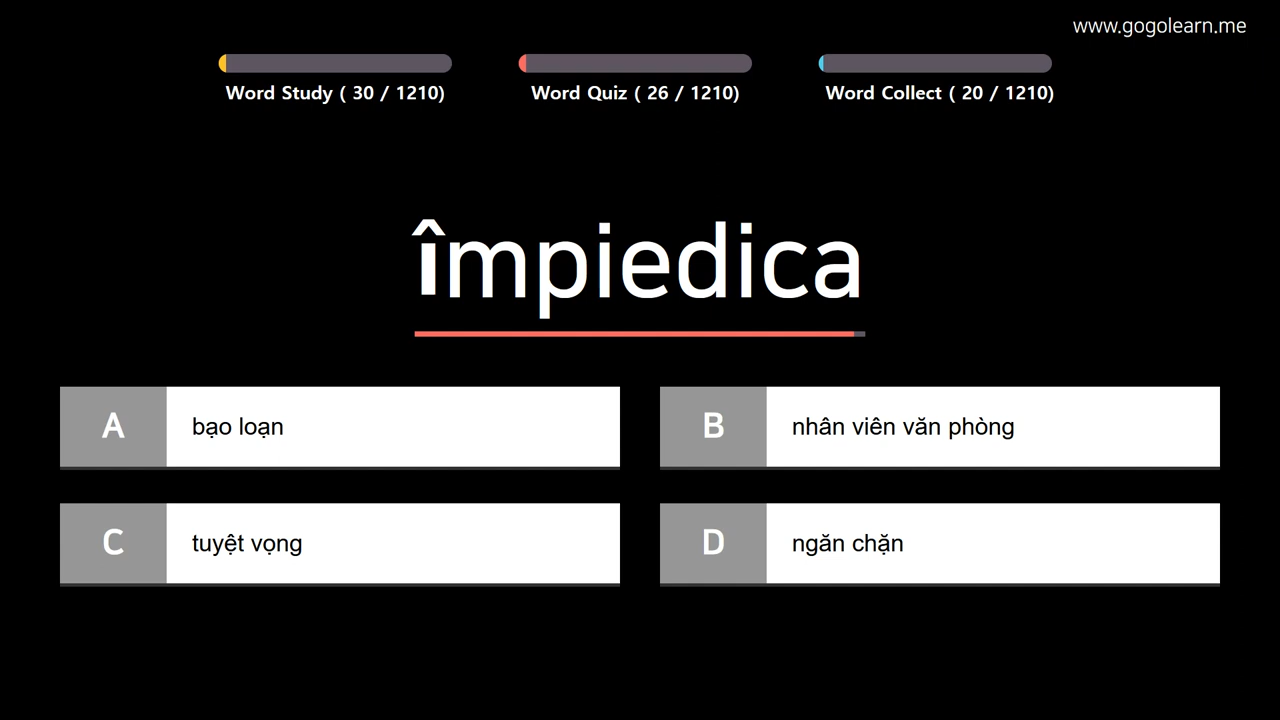 www.gogolearn.me
Word Study ( 30 / 1210)
Word Quiz ( 26 / 1210)
Word Collect ( 20 / 1210)
împiedica
A bạo loạn
B nhân viên văn phòng
C tuyệt vọng
D ngăn chặn